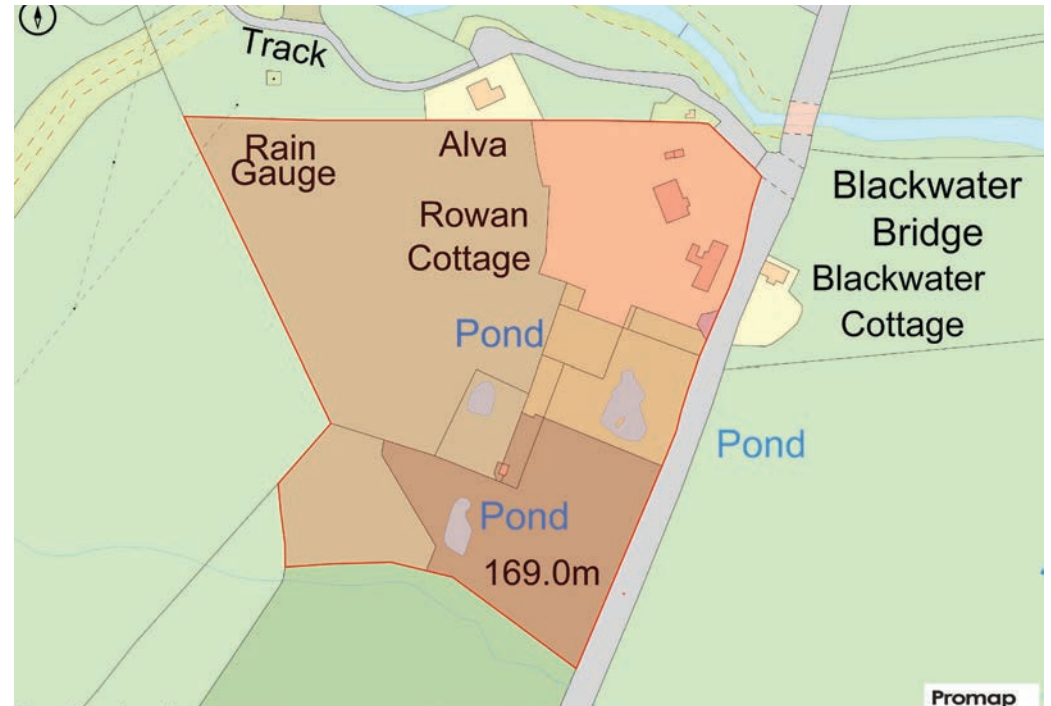 Track
Rain
Gauge
Alva
Rowan
Cottage
Blackwater
Bridge
Blackwater
Cottage
Pond
Pond
Pond
169.0m
Promap